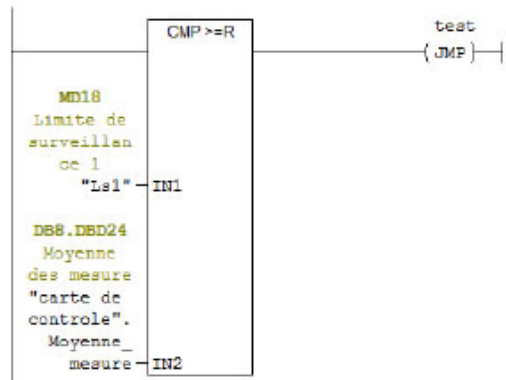 CMP >=R
test
( JMP )
MD18
Limite de
surveillan
ce 1
"Ls1"
IN1
DB8.DBD24
Moyenne
des mesure
"carte de
controle".
Moyenne_
mesure
IN2